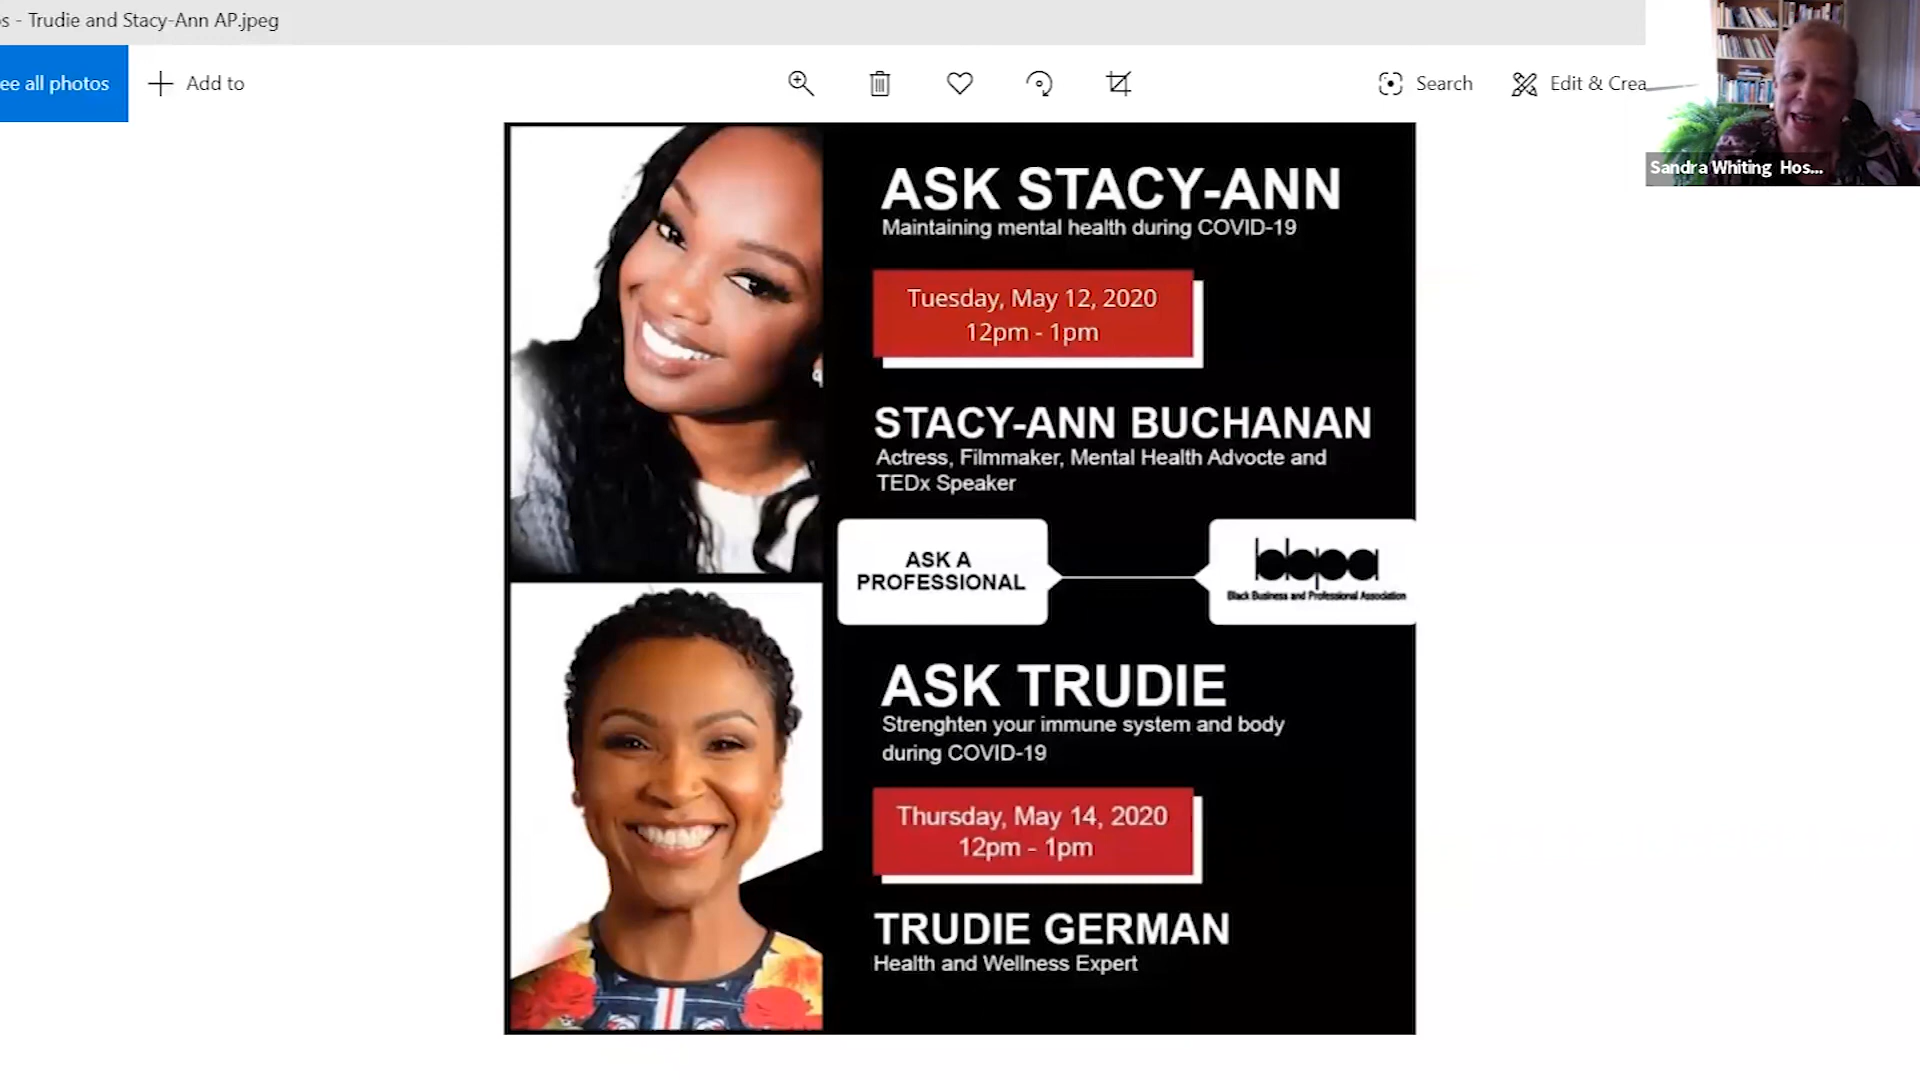 s - Trudie and Stacy-Ann AP.jpeg
ee all photos
Add to
Search
Edit & Crea
Sandra Whiting Hos...
ASK STACY-ANN
Maintaining mental health during COVID-19
Tuesday, May 12, 2020
12pm - 1pm
STACY-ANN BUCHANAN
Actress, Filmmaker, Mental Health Advocte and
TEDx Speaker
ASK A
PROFESSIONAL
bbpa
Black Business and Professional Association
ASK TRUDIE
Strenghten your immune system and body
during COVID-19
Thursday, May 14, 2020
12pm - 1pm
TRUDIE GERMAN
Health and Wellness Expert